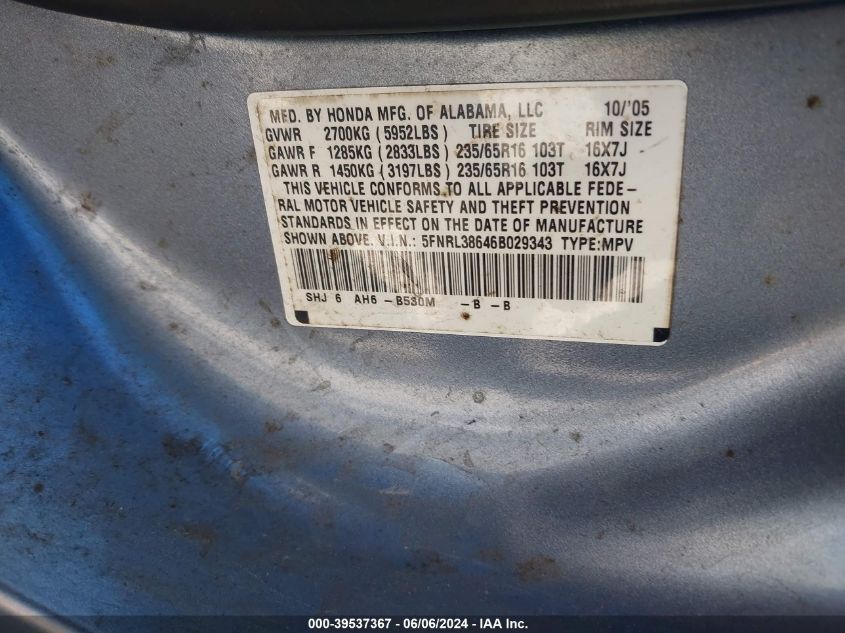 MFD. BY HONDA MFG. OF ALABAMA, LLC 10/'05
GVWR 2700KG (5952LBS) TIRE SIZE RIM SIZE
GAWR F 1285KG (2833LBS) 235/65R16 103T 16X7J
GAWR R 1450KG (3197LBS) 235/65R16 103T 16X7J
THIS VEHICLE CONFORMS TO ALL APPLICABLE FEDE-
RAL MOTOR VEHICLE SAFETY AND THEFT PREVENTION
STANDARDS IN EFFECT ON THE DATE OF MANUFACTURE
SHOWN ABOVE. V.I.N.: 5FNRL38646B029343 TYPE:MPV
SHJ 6 AH6 - B530M - B - B
000-39537367 / 06/06/2024 - IAA Inc.